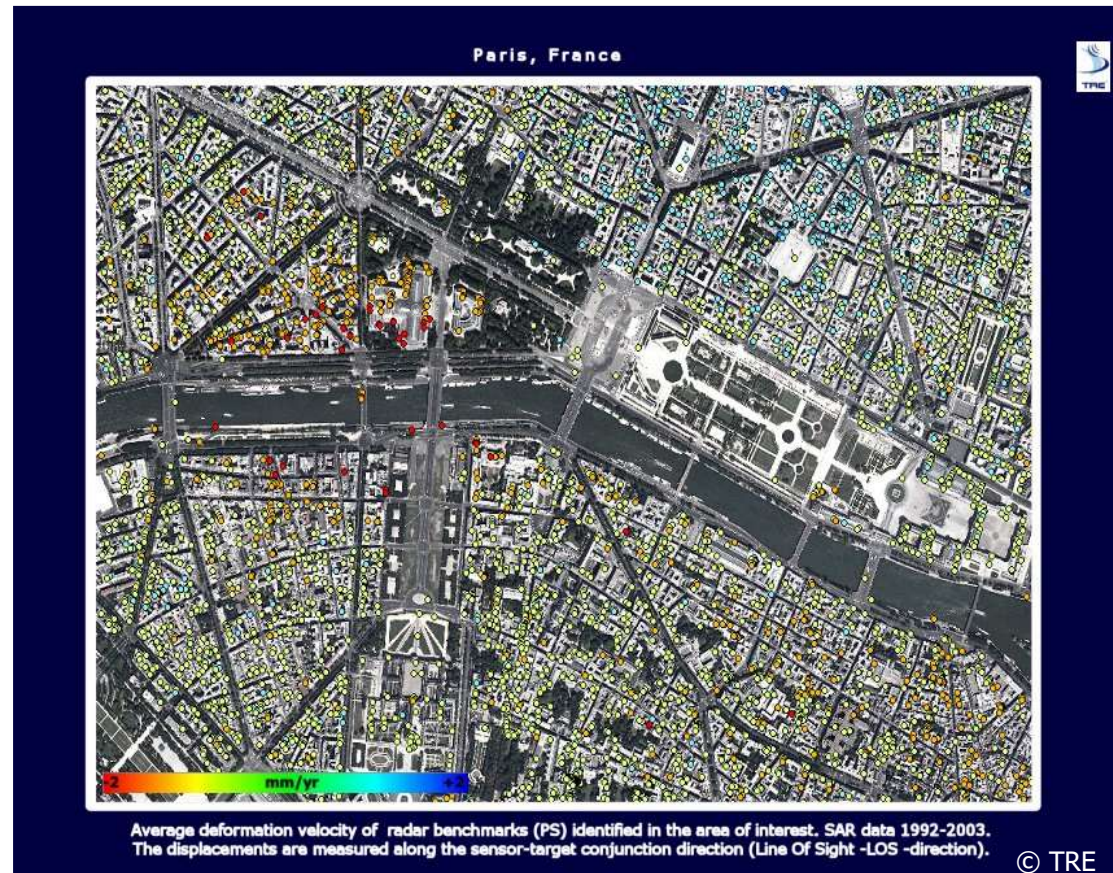 Paris, France
TRE
-2 mm/yr +2
Average deformation velocity of radar benchmarks (PS) identified in the area of interest. SAR data 1992-2003.
The displacements are measured along the sensor-target conjunction direction (Line Of Sight -LOS -direction).
© TRE